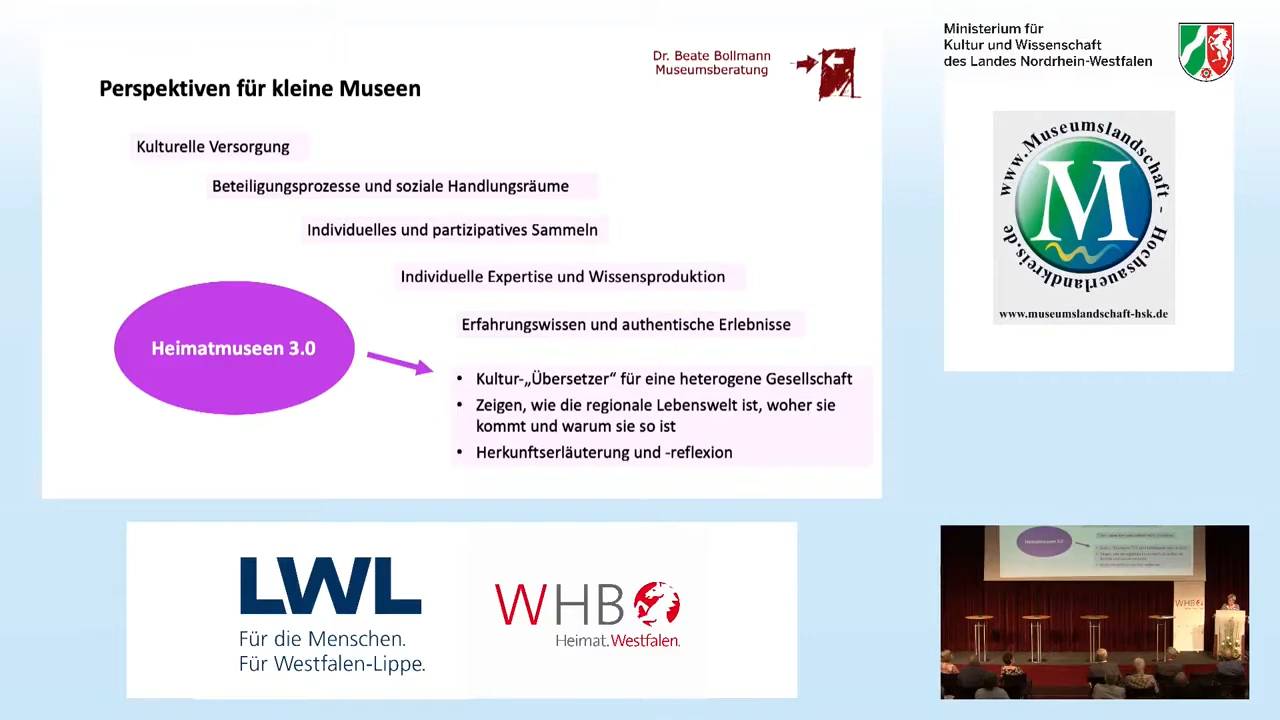 Perspektiven für kleine Museen
Dr. Beate Bollmann
Museumsberatung
Kulturelle Versorgung
Beteiligungsprozesse und soziale Handlungsräume
Individuelles und partizipatives Sammeln
Individuelle Expertise und Wissensproduktion
Erfahrungswissen und authentische Erlebnisse
Heimatmuseen 3.0
• Kultur-„Übersetzer“ für eine heterogene Gesellschaft
• Zeigen, wie die regionale Lebenswelt ist, woher sie
kommt und warum sie so ist
• Herkunftserläuterung und -reflexion
Ministerium für
Kultur und Wissenschaft
des Landes Nordrhein-Westfalen
www.Museumslandschaft - Hochsauerlandkreis.de
M
www.museumslandschaft-hsk.de
LWL
Für die Menschen.
Für Westfalen-Lippe.
WHB
Heimat.Westfalen.
Heimatmuseen 3.0
WHB